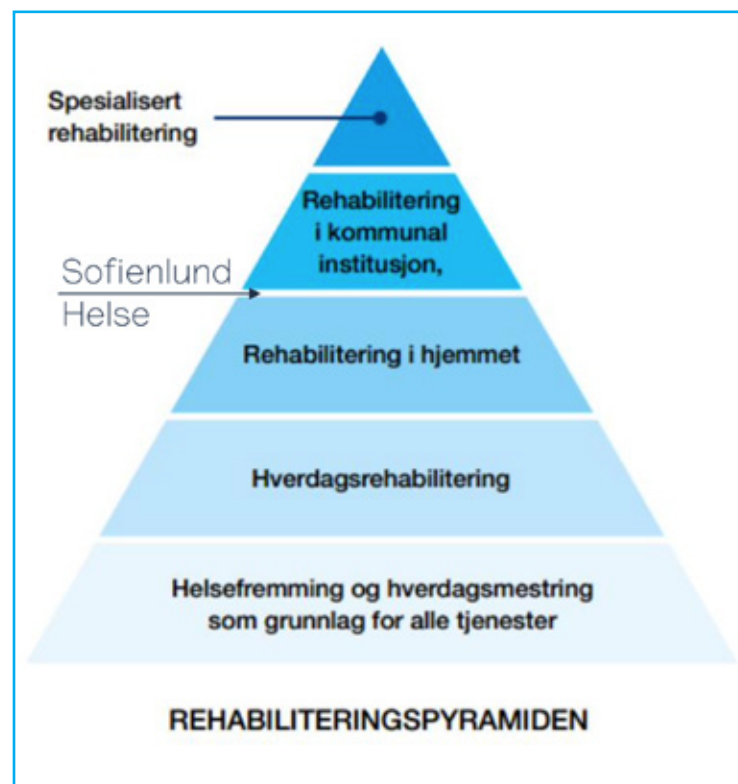 Spesialisert
rehabilitering
Rehabilitering
i kommunal
institusjon,
Sofienlund
Helse
Rehabilitering i hjemmet
Hverdagsrehabilitering
Helsefremming og hverdagsmestring
som grunnlag for alle tjenester
REHABILITERINGSPYRAMIDEN